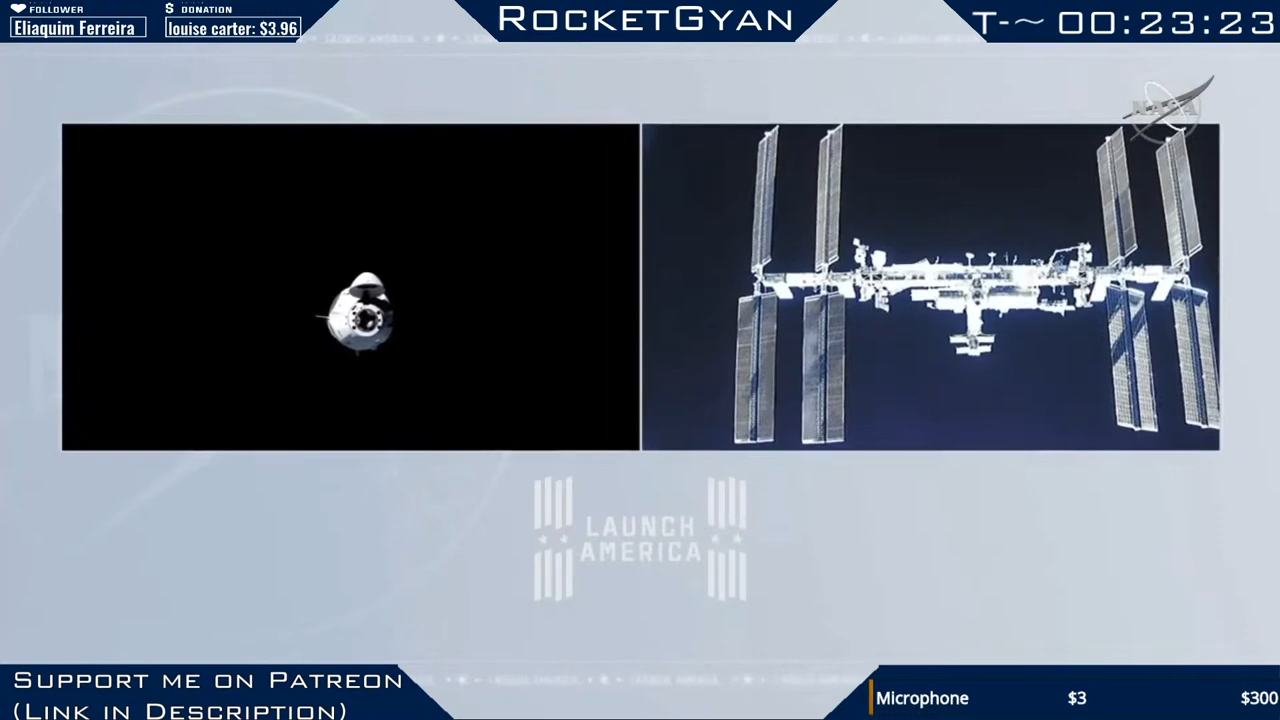 FOLLOWER
Eliaquim Ferreira
$ DONATION
louise carter: $3.96
ROCKETGYAN
T-~ 00:23:23
NASA
LAUNCH
AMERICA
SUPPORT ME ON PATREON
(LINK IN DESCRIPTION)
Microphone $3 $300